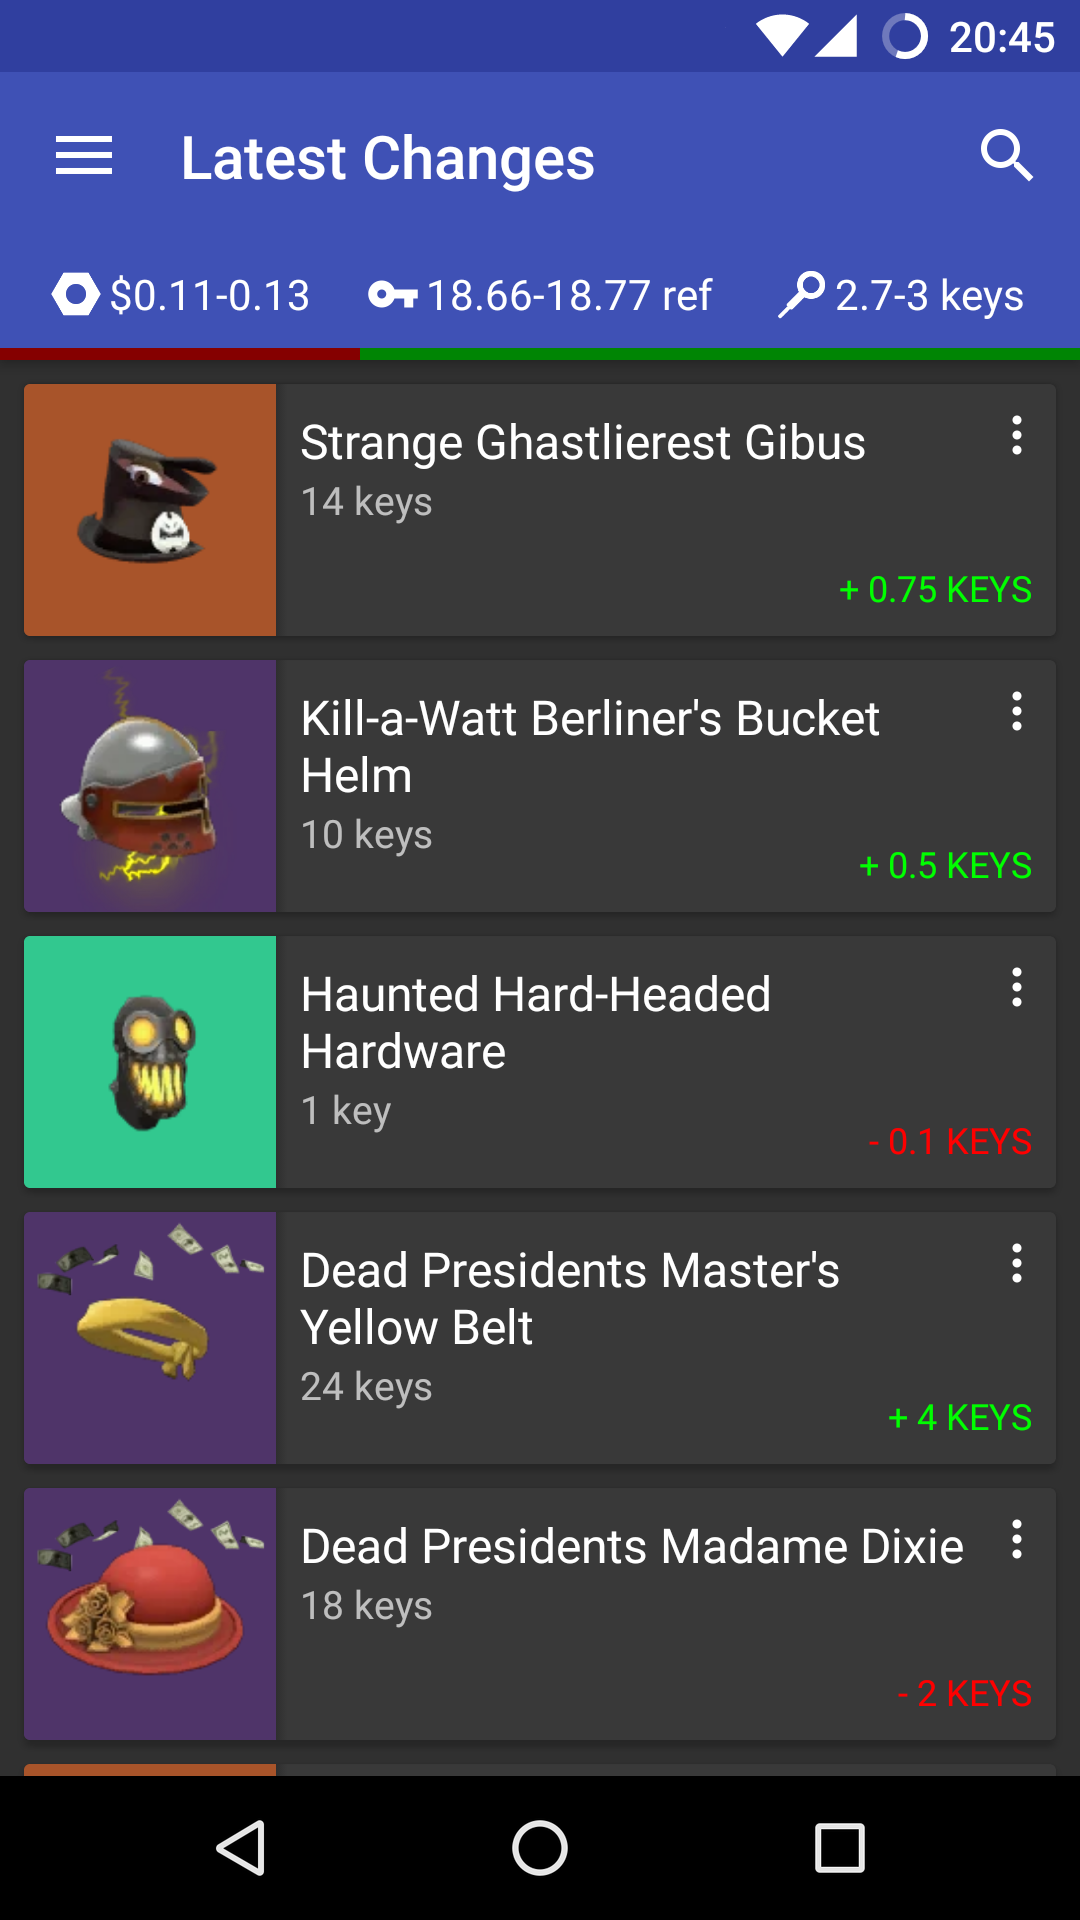 20:45
Latest Changes
$0.11-0.13 18.66-18.77 ref 2.7-3 keys
Strange Ghastlierest Gibus
14 keys
+ 0.75 KEYS
Kill-a-Watt Berliner's Bucket
Helm
10 keys
+ 0.5 KEYS
Haunted Hard-Headed
Hardware
1 key
- 0.1 KEYS
Dead Presidents Master's
Yellow Belt
24 keys
+ 4 KEYS
Dead Presidents Madame Dixie
18 keys
- 2 KEYS